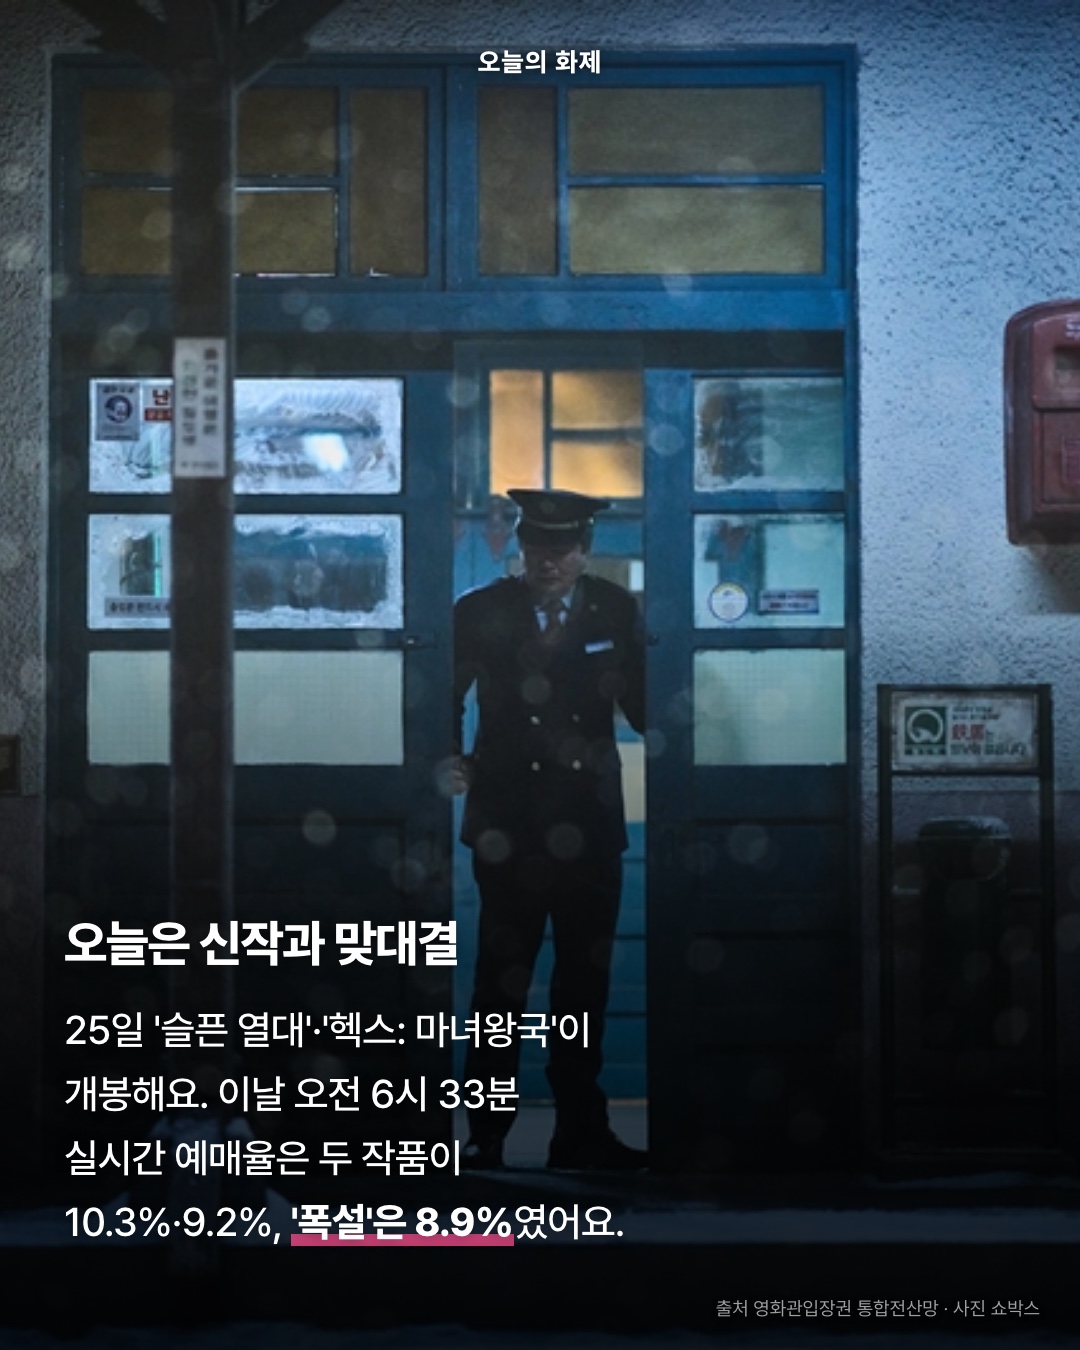 오늘의 화제
난
오늘은 신작과 맞대결
25일 '슬픈 열대'·'헥스: 마녀왕국'이
개봉해요. 이날 오전 6시 33분
실시간 예매율은 두 작품이
10.3%·9.2%, '폭설'은 8.9%였어요.
출처 영화관입장권 통합전산망 · 사진 쇼박스